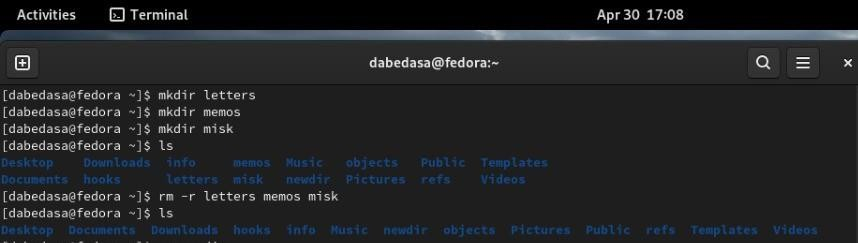 Activities Terminal Apr 30 17:08
dabedasa@fedora:~
[dabedasa@fedora ~]$ mkdir letters
[dabedasa@fedora ~]$ mkdir memos
[dabedasa@fedora ~]$ mkdir misk
[dabedasa@fedora ~]$ ls
Desktop Downloads info memos Music objects Public Templates
Documents hooks letters misk newdir Pictures refs Videos
[dabedasa@fedora ~]$ rm -r letters memos misk
[dabedasa@fedora ~]$ ls
Desktop Documents Downloads hooks info Music newdir objects Pictures Public refs Templates Videos